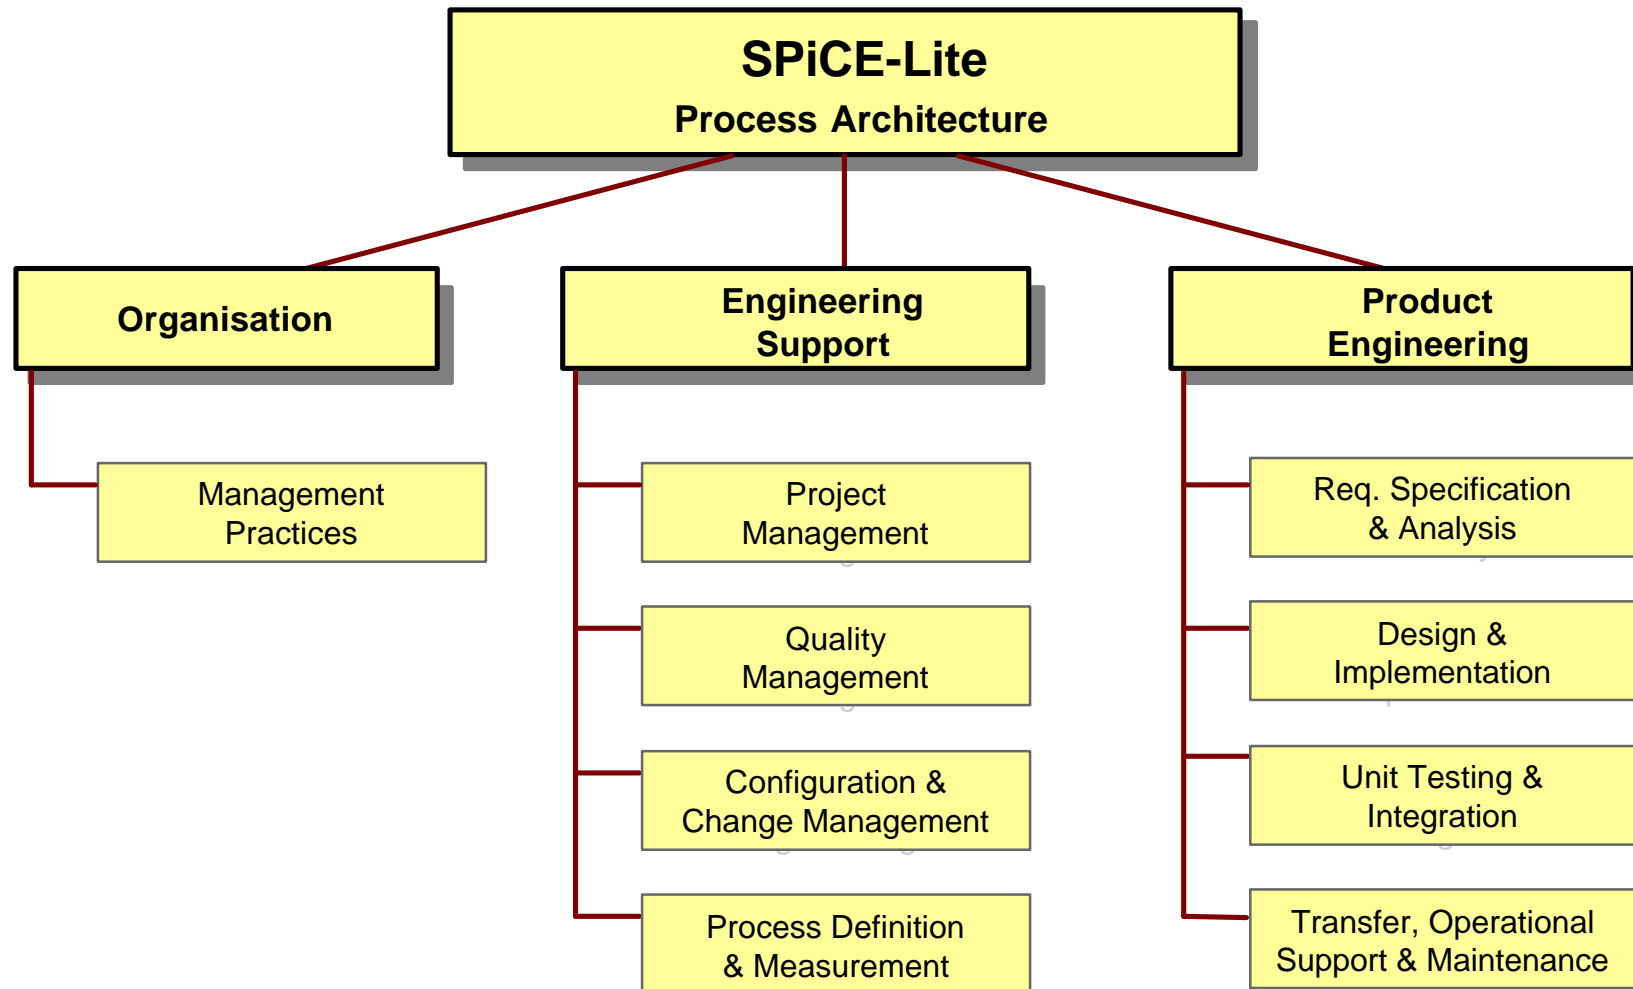 SPiCE-Lite
Process Architecture
Organisation
Management
Practices
Engineering
Support
Project
Management
Quality
Management
Configuration &
Change Management
Process Definition
& Measurement
Product
Engineering
Req. Specification
& Analysis
Design &
Implementation
Unit Testing &
Integration
Transfer, Operational
Support & Maintenance